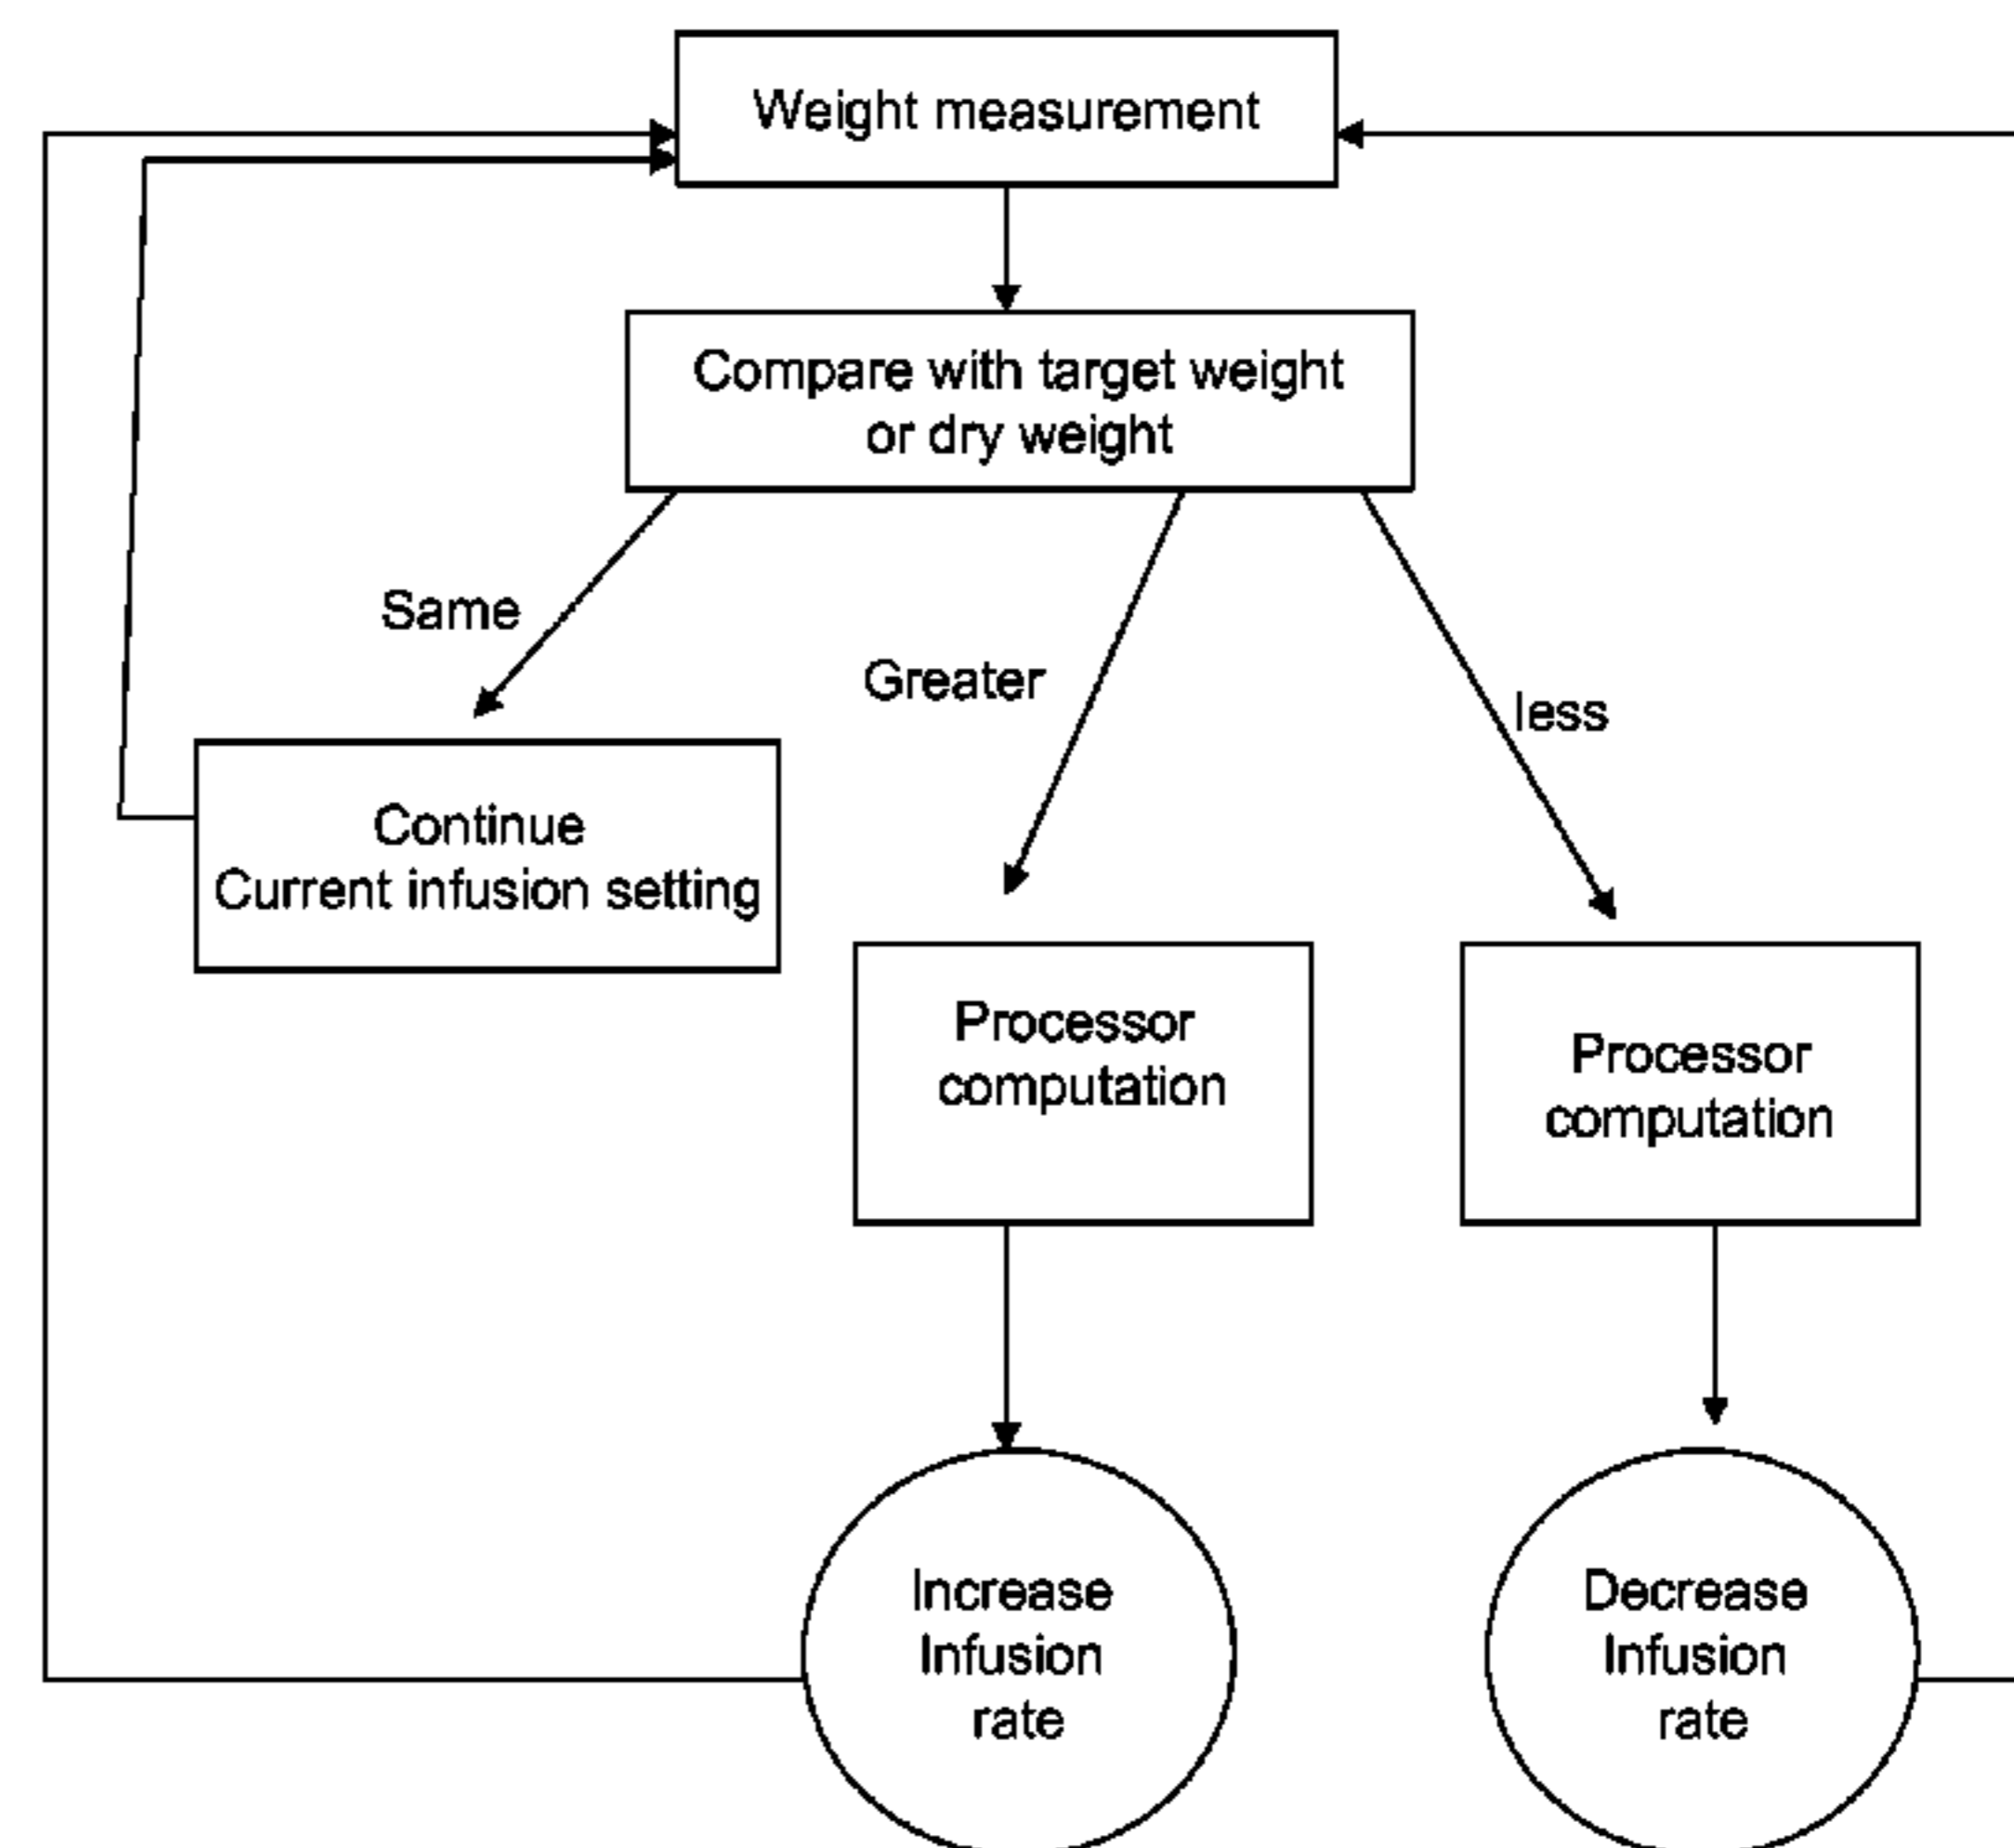 Weight measurement
Compare with target weight
or dry weight
Same
Greater
less
Continue
Current infusion setting
Processor
computation
Processor
computation
Increase
Infusion
rate
Decrease
Infusion
rate